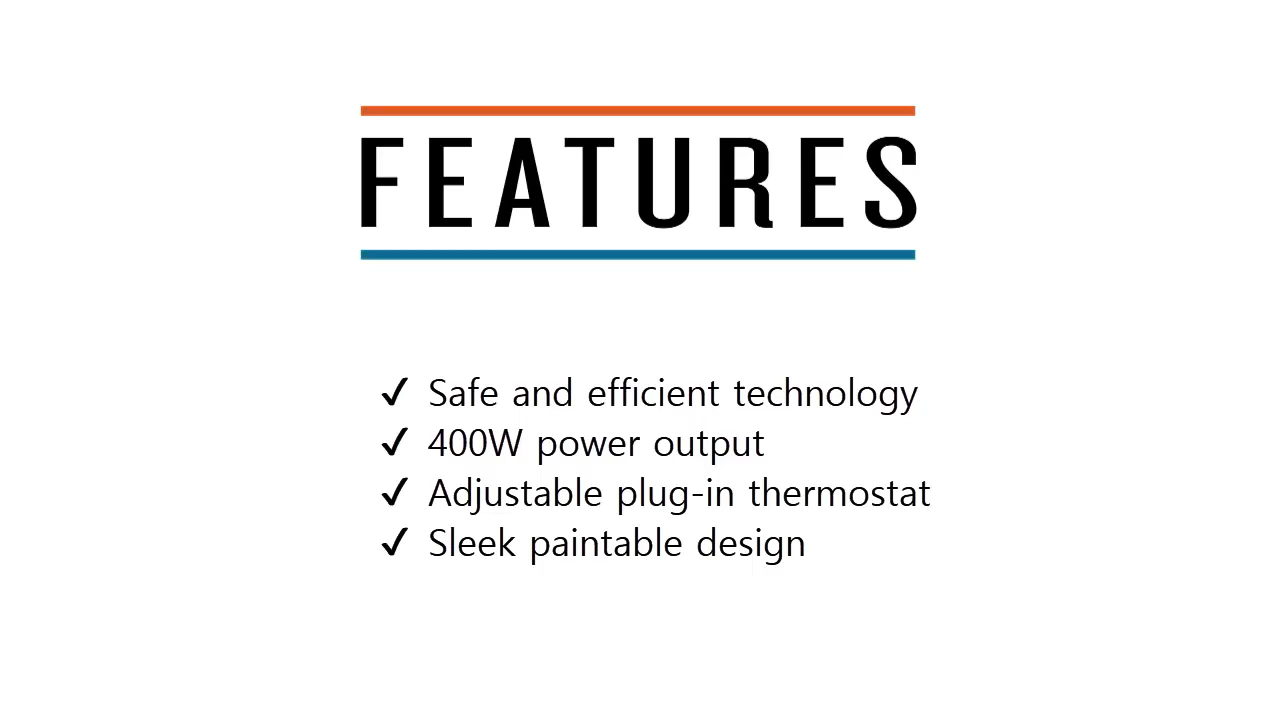 FEATURES
✓ Safe and efficient technology
✓ 400W power output
✓ Adjustable plug-in thermostat
✓ Sleek paintable design